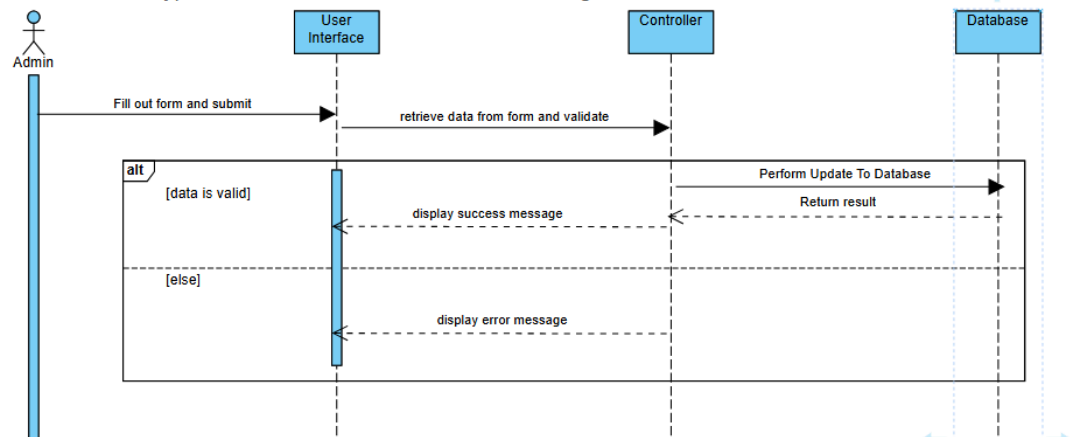 Admin
User
Interface
Controller
Database
Fill out form and submit
retrieve data from form and validate
alt
[data is valid]
Perform Update To Database
Return result
display success message
[else]
display error message